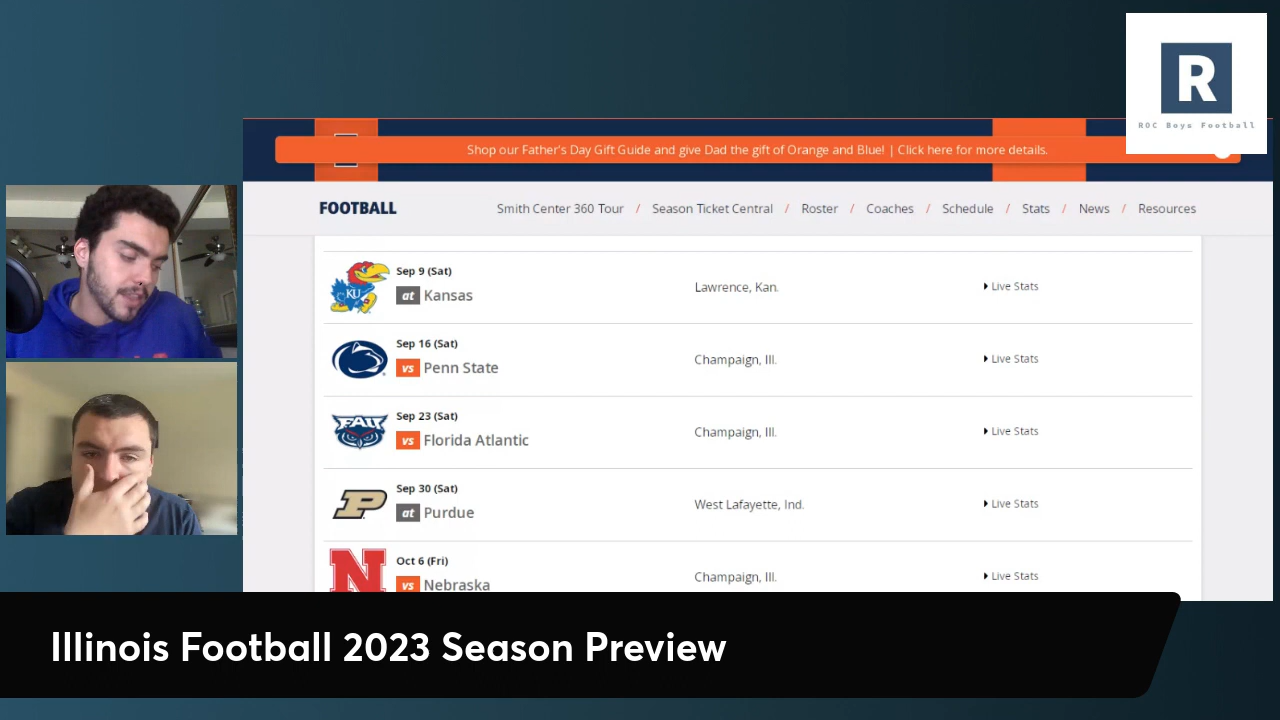 R
ROC Boys Football
Shop our Father's Day Gift Guide and give Dad the gift of Orange and Blue! | Click here for more details.
FOOTBALL
Smith Center 360 Tour / Season Ticket Central / Roster / Coaches / Schedule / Stats / News / Resources
Sep 9 (Sat)
KU
at Kansas
Lawrence, Kan.
Live Stats
Sep 16 (Sat)
vs Penn State
Champaign, Ill.
Live Stats
Sep 23 (Sat)
FAU
vs Florida Atlantic
Champaign, Ill.
Live Stats
Sep 30 (Sat)
P
at Purdue
West Lafayette, Ind.
Live Stats
Oct 6 (Fri)
N
vs Nebraska
Champaign, Ill.
Live Stats
Illinois Football 2023 Season Preview